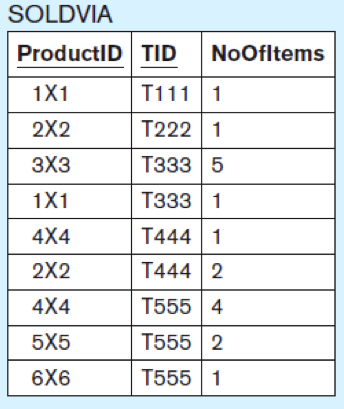 SOLDVIA
ProductID TID NoOfItems
1X1 T111 1
2X2 T222 1
3X3 T333 5
1X1 T333 1
4X4 T444 1
2X2 T444 2
4X4 T555 4
5X5 T555 2
6X6 T555 1